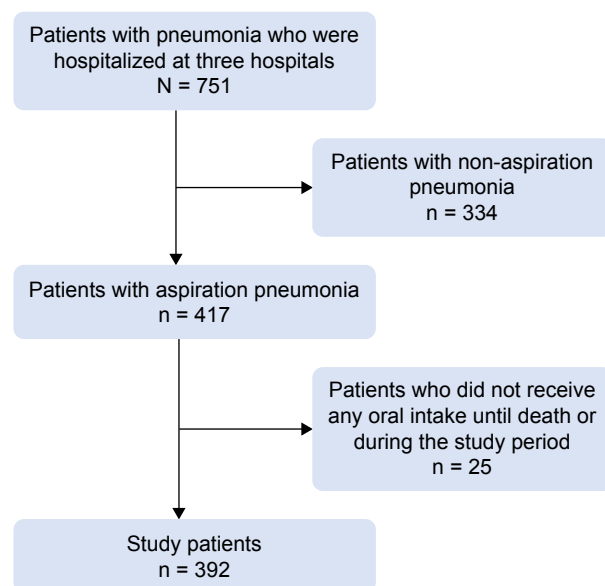 Patients with pneumonia who were
hospitalized at three hospitals
N = 751
Patients with non-aspiration
pneumonia
n = 334
Patients with aspiration pneumonia
n = 417
Patients who did not receive
any oral intake until death or
during the study period
n = 25
Study patients
n = 392